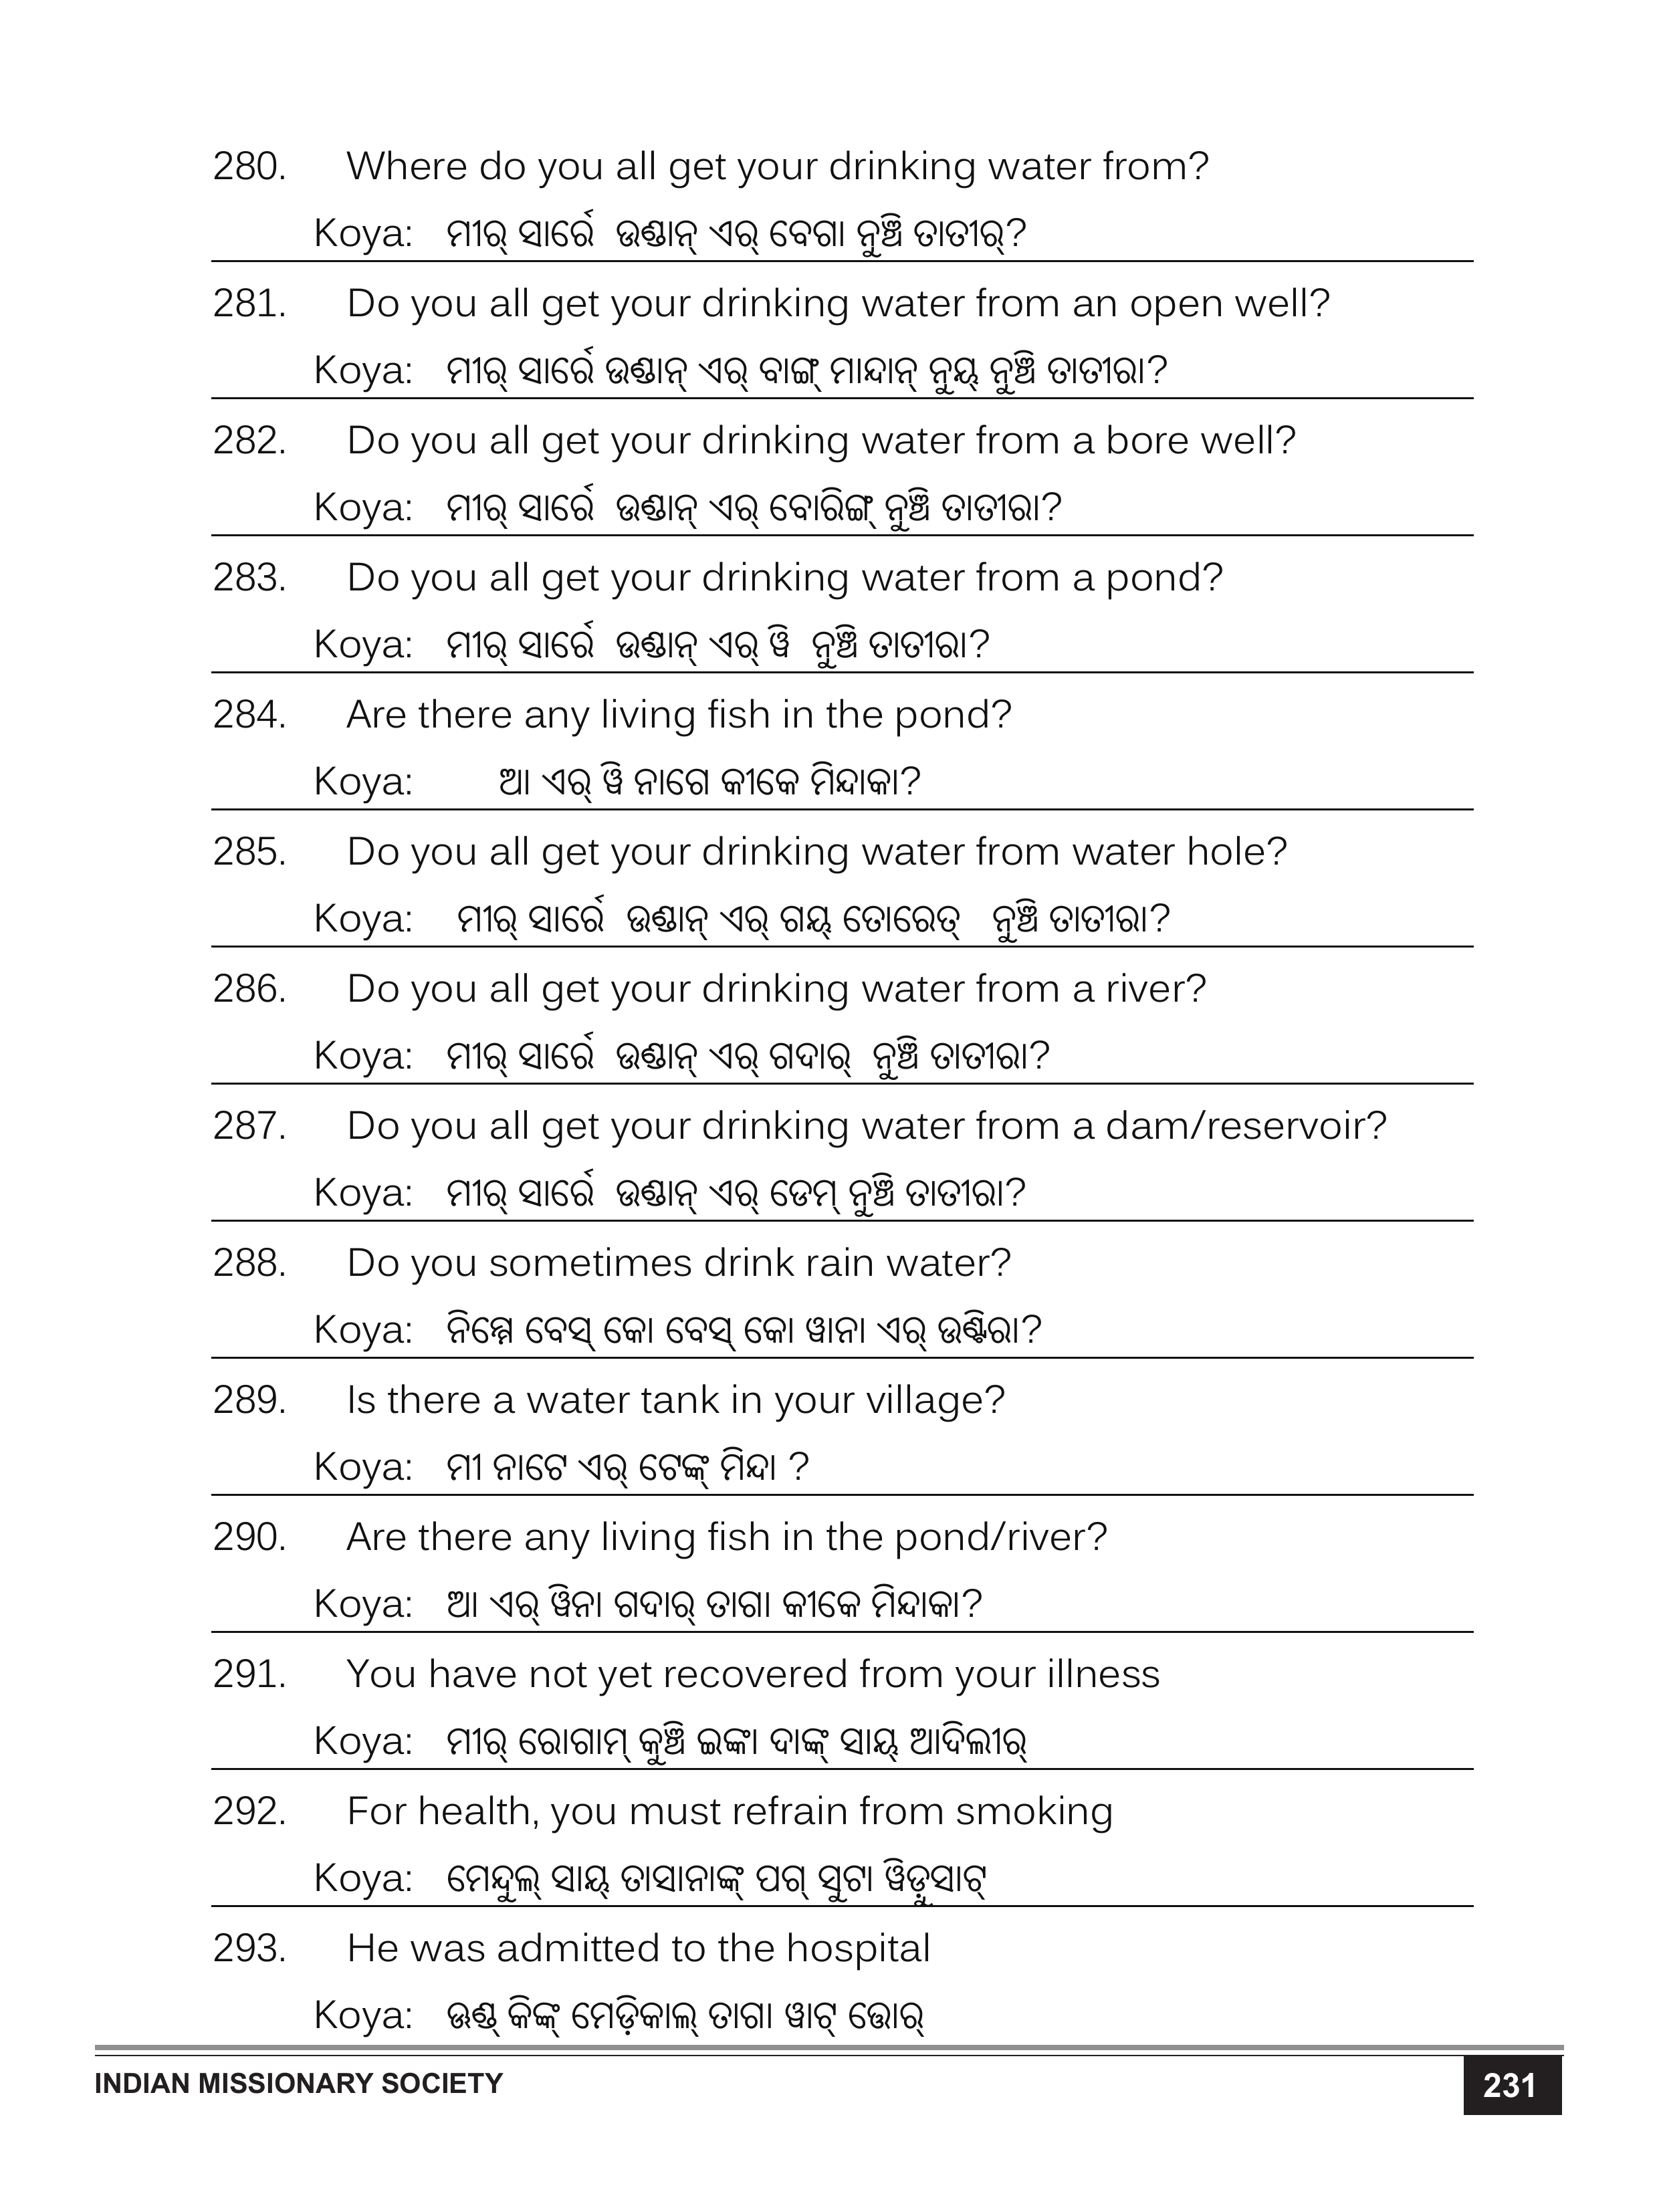 280. Where do you all get your drinking water from?
Koya: ମୀର୍ ସାର୍ରେ ଉଣ୍ଡାନ୍ ଏର୍ ବେଗା ନୁଞ୍ଚି ତାତୀର୍?
281. Do you all get your drinking water from an open well?
Koya: ମୀର୍ ସାର୍ରେ ଉଣ୍ଡାନ୍ ଏର୍ ବାଙ୍ଗ୍ ମାନ୍ଦାନ୍ ନୁୟ୍ ନୁଞ୍ଚି ତାତୀରା?
282. Do you all get your drinking water from a bore well?
Koya: ମୀର୍ ସାର୍ରେ ଉଣ୍ଡାନ୍ ଏର୍ ବୋରିଙ୍ଗ୍ ନୁଞ୍ଚି ତାତୀରା?
283. Do you all get your drinking water from a pond?
Koya: ମୀର୍ ସାର୍ରେ ଉଣ୍ଡାନ୍ ଏର୍ ୱି ନୁଞ୍ଚି ତାତୀରା?
284. Are there any living fish in the pond?
Koya: ଆ ଏର୍ ୱି ନାଗେ କୀକେ ମିନ୍ଦାକା?
285. Do you all get your drinking water from water hole?
Koya: ମୀର୍ ସାର୍ରେ ଉଣ୍ଡାନ୍ ଏର୍ ଗୟ୍ ତୋରେତ୍ ନୁଞ୍ଚି ତାତୀରା?
286. Do you all get your drinking water from a river?
Koya: ମୀର୍ ସାର୍ରେ ଉଣ୍ଡାନ୍ ଏର୍ ଗଦାର୍ ନୁଞ୍ଚି ତାତୀରା?
287. Do you all get your drinking water from a dam/reservoir?
Koya: ମୀର୍ ସାର୍ରେ ଉଣ୍ଡାନ୍ ଏର୍ ଡେମ୍ ନୁଞ୍ଚି ତାତୀରା?
288. Do you sometimes drink rain water?
Koya: ନିମ୍ମେ ବେସ୍ କୋ ବେସ୍ କୋ ୱାନା ଏର୍ ଉଣ୍ଟିରା?
289. Is there a water tank in your village?
Koya: ମୀ ନାଟେ ଏର୍ ଟେଙ୍କ୍ ମିନ୍ଦା ?
290. Are there any living fish in the pond/river?
Koya: ଆ ଏର୍ ୱିନା ଗଦାର୍ ତାଗା କୀକେ ମିନ୍ଦାକା?
291. You have not yet recovered from your illness
Koya: ମୀର୍ ରୋଗାମ୍ କୁଞ୍ଚି ଇଙ୍କା ଦାଙ୍କ୍ ସାୟ୍ ଆଦିଲୀର୍
292. For health, you must refrain from smoking
Koya: ମେନ୍ଦୁଲ୍ ସାୟ୍ ତାସାନାଙ୍କ୍ ପଗ୍ ସୁଟା ୱିଡ଼ୁସାଟ୍
293. He was admitted to the hospital
Koya: ଊଣ୍ଡ୍ କିଙ୍କ୍ ମେଡ଼ିକାଲ୍ ତାଗା ୱାଟ୍ ତ୍ତୋର୍
INDIAN MISSIONARY SOCIETY
231